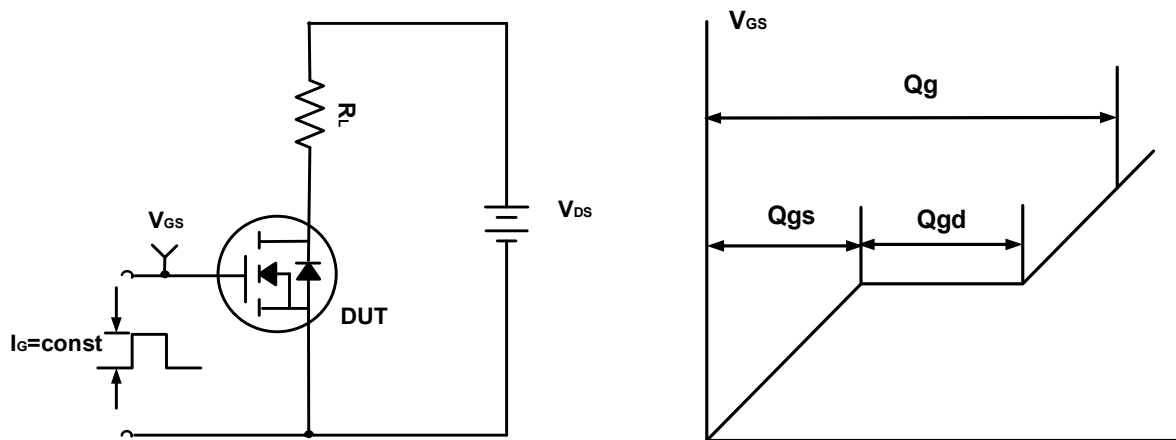 RL
VGS
VDS
DUT
IG=const
VGS
Qg
Qgs
Qgd